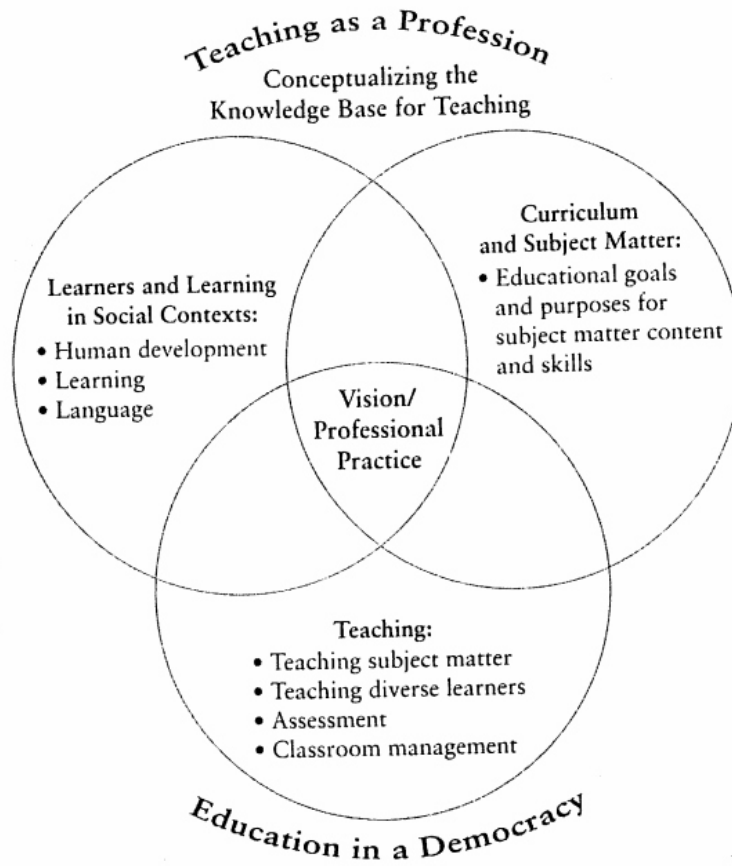 Teaching as a Profession
Conceptualizing the
Knowledge Base for Teaching
Learners and Learning
in Social Contexts:
• Human development
• Learning
• Language
Curriculum
and Subject Matter:
• Educational goals
and purposes for
subject matter content
and skills
Vision/
Professional
Practice
Teaching:
• Teaching subject matter
• Teaching diverse learners
• Assessment
• Classroom management
Education in a Democracy